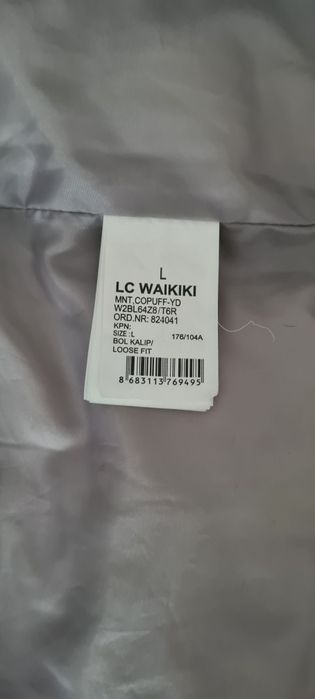 L
LC WAIKIKI
MNT,COPUFF-YD
W2BL64Z8/T6R
ORD.NR: 824041
KPN:
SIZE :L 176/104A
BOL KALIP/
LOOSE FIT
8 683113 769495